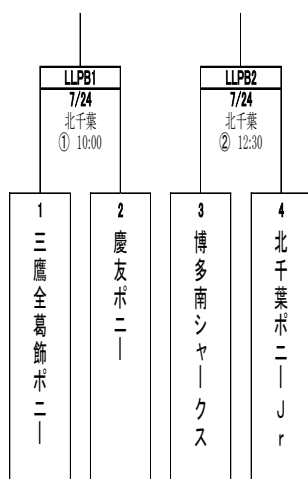 LLPB1
7/24
北千葉
① 10:00
LLPB2
7/24
北千葉
② 12:30
1
三鷹全葛飾ポニー
2
慶友ポニー
3
博多南シャークス
4
北千葉ポニーJr